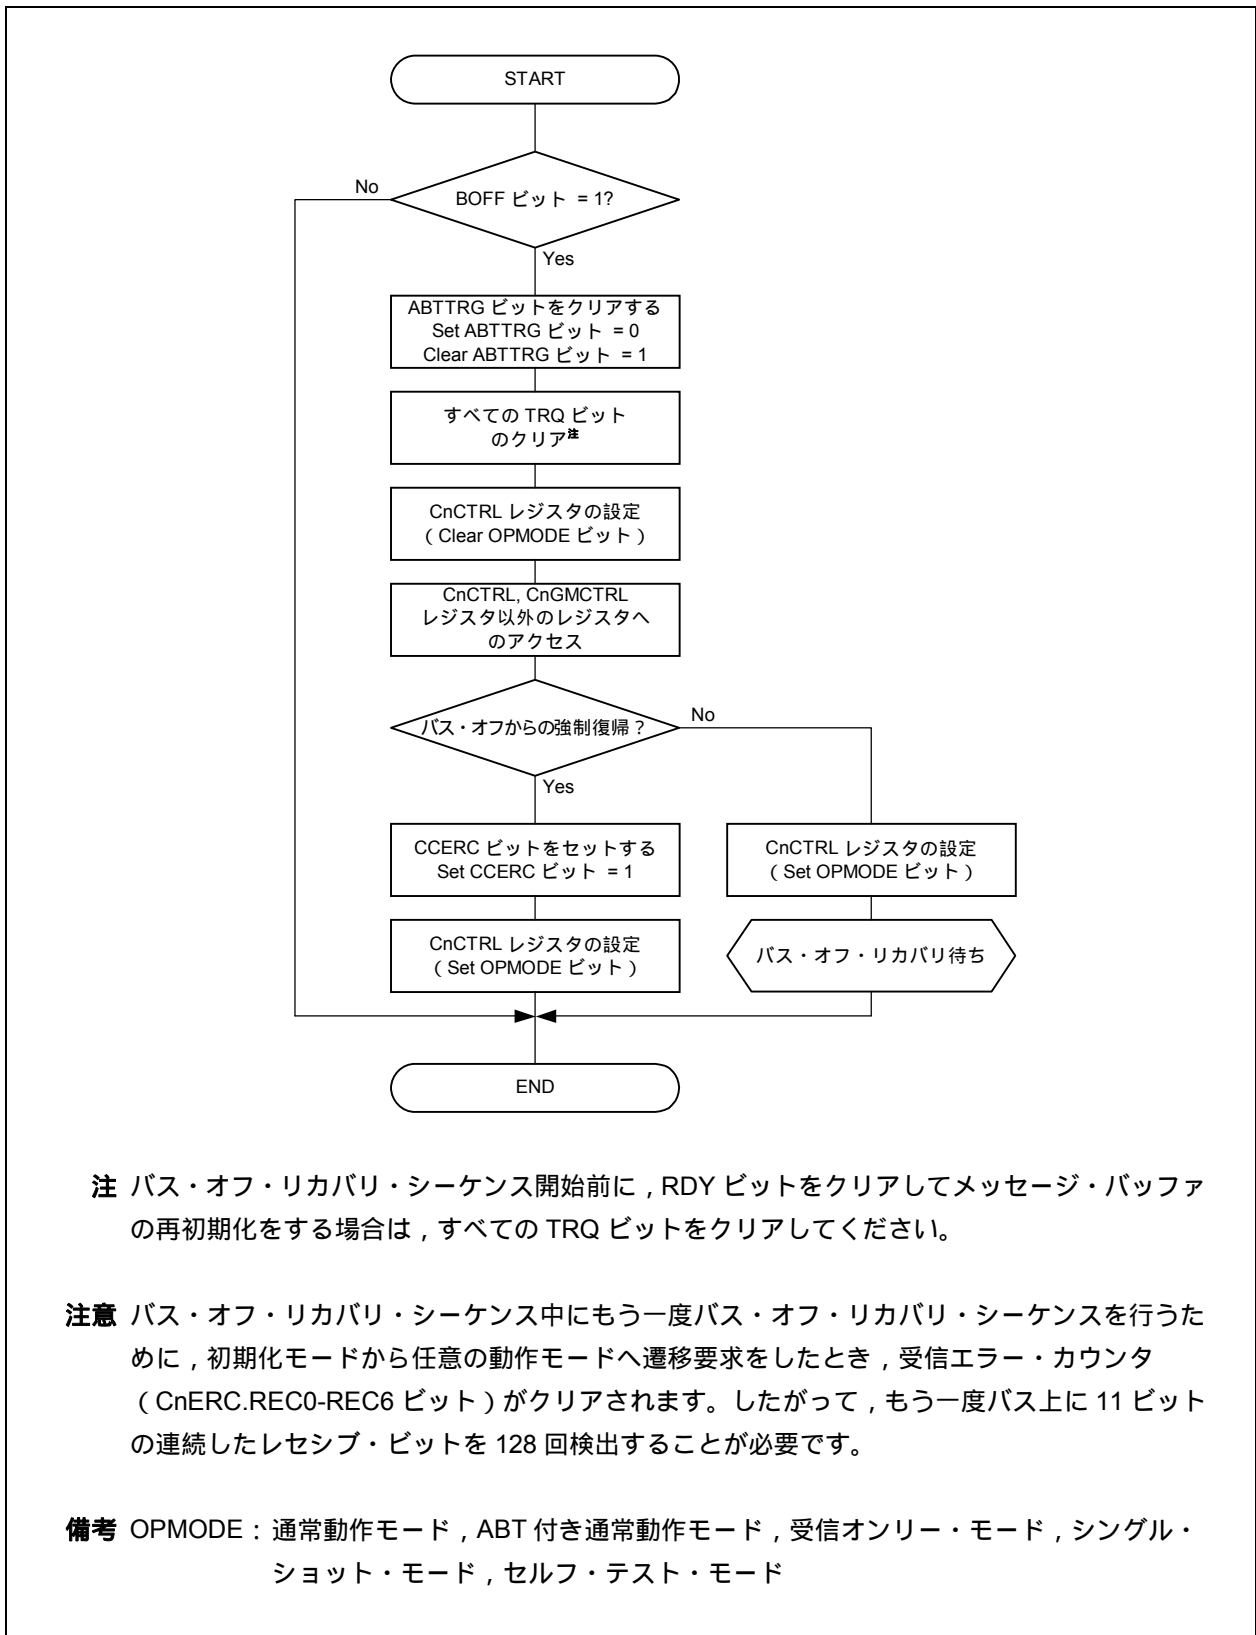 START
No
BOFF ビット = 1?
Yes
ABTTRG ビットをクリアする
Set ABTTRG ビット = 0
Clear ABTTRG ビット = 1
すべての TRQ ビット
のクリア注
CnCTRL レジスタの設定
( Clear OPMODE ビット )
CnCTRL, CnGMCTRL
レジスタ以外のレジスタへ
のアクセス
バス・オフからの強制復帰?
No
Yes
CCERC ビットをセットする
Set CCERC ビット = 1
CnCTRL レジスタの設定
( Set OPMODE ビット )
CnCTRL レジスタの設定
( Set OPMODE ビット )
バス・オフ・リカバリ待ち
END
注 バス・オフ・リカバリ・シーケンス開始前に,RDY ビットをクリアしてメッセージ・バッファ
の再初期化をする場合は,すべての TRQ ビットをクリアしてください。
注意 バス・オフ・リカバリ・シーケンス中にもう一度バス・オフ・リカバリ・シーケンスを行うた
めに,初期化モードから任意の動作モードへ遷移要求をしたとき,受信エラー・カウンタ
( CnERC.REC0-REC6 ビット ) がクリアされます。したがって,もう一度バス上に 11 ビット
の連続したレセシブ・ビットを 128 回検出することが必要です。
備考 OPMODE : 通常動作モード,ABT 付き通常動作モード,受信オンリー・モード,シングル・
ショット・モード,セルフ・テスト・モード